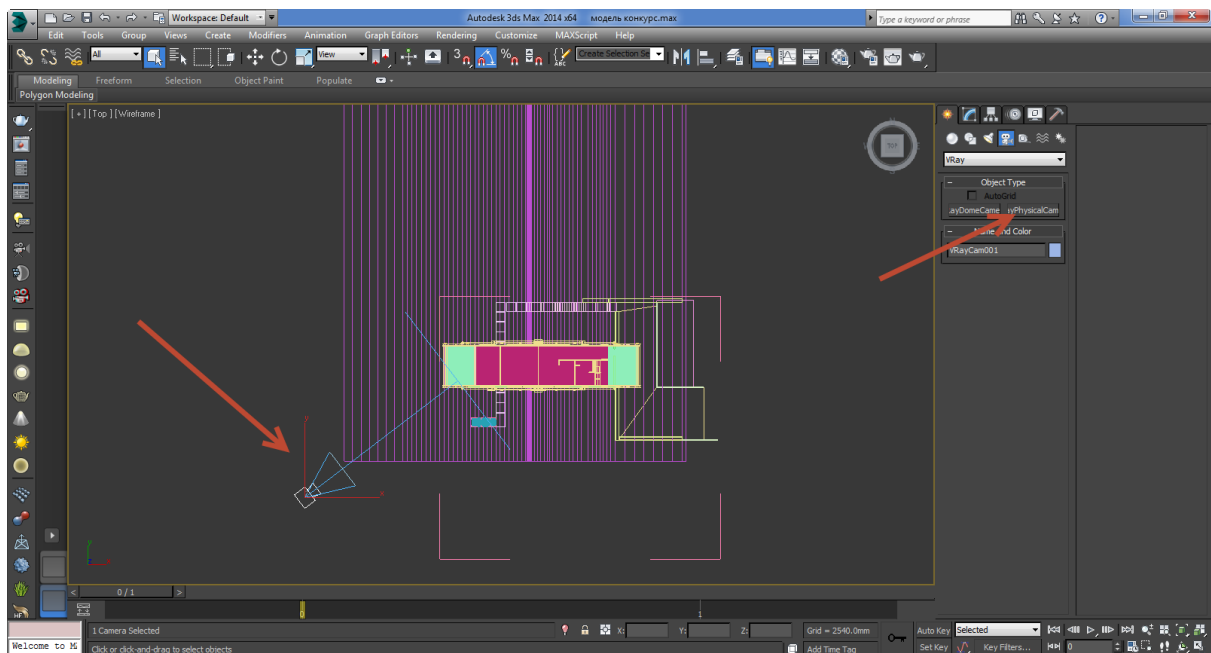 Workspace: Default
Autodesk 3ds Max 2014 x64 модель конкурс.max
Type a keyword or phrase
Edit Tools Group Views Create Modifiers Animation Graph Editors Rendering Customize MAXScript Help
All
View
Create Selection Se
Modeling Freeform Selection Object Paint Populate
Polygon Modeling
[ + ] [ Top ] [ Wireframe ]
TOP
VRay
Object Type
AutoGrid
.ayDomeCame ıyPhysicalCam
Name and Color
VRayCam001
0 / 1
0 1
1 Camera Selected
X: Y: Z:
Grid = 2540.0mm
Auto Key Selected
Welcome to M
Click or click-and-drag to select objects
Add Time Tag
Set Key Key Filters...
0